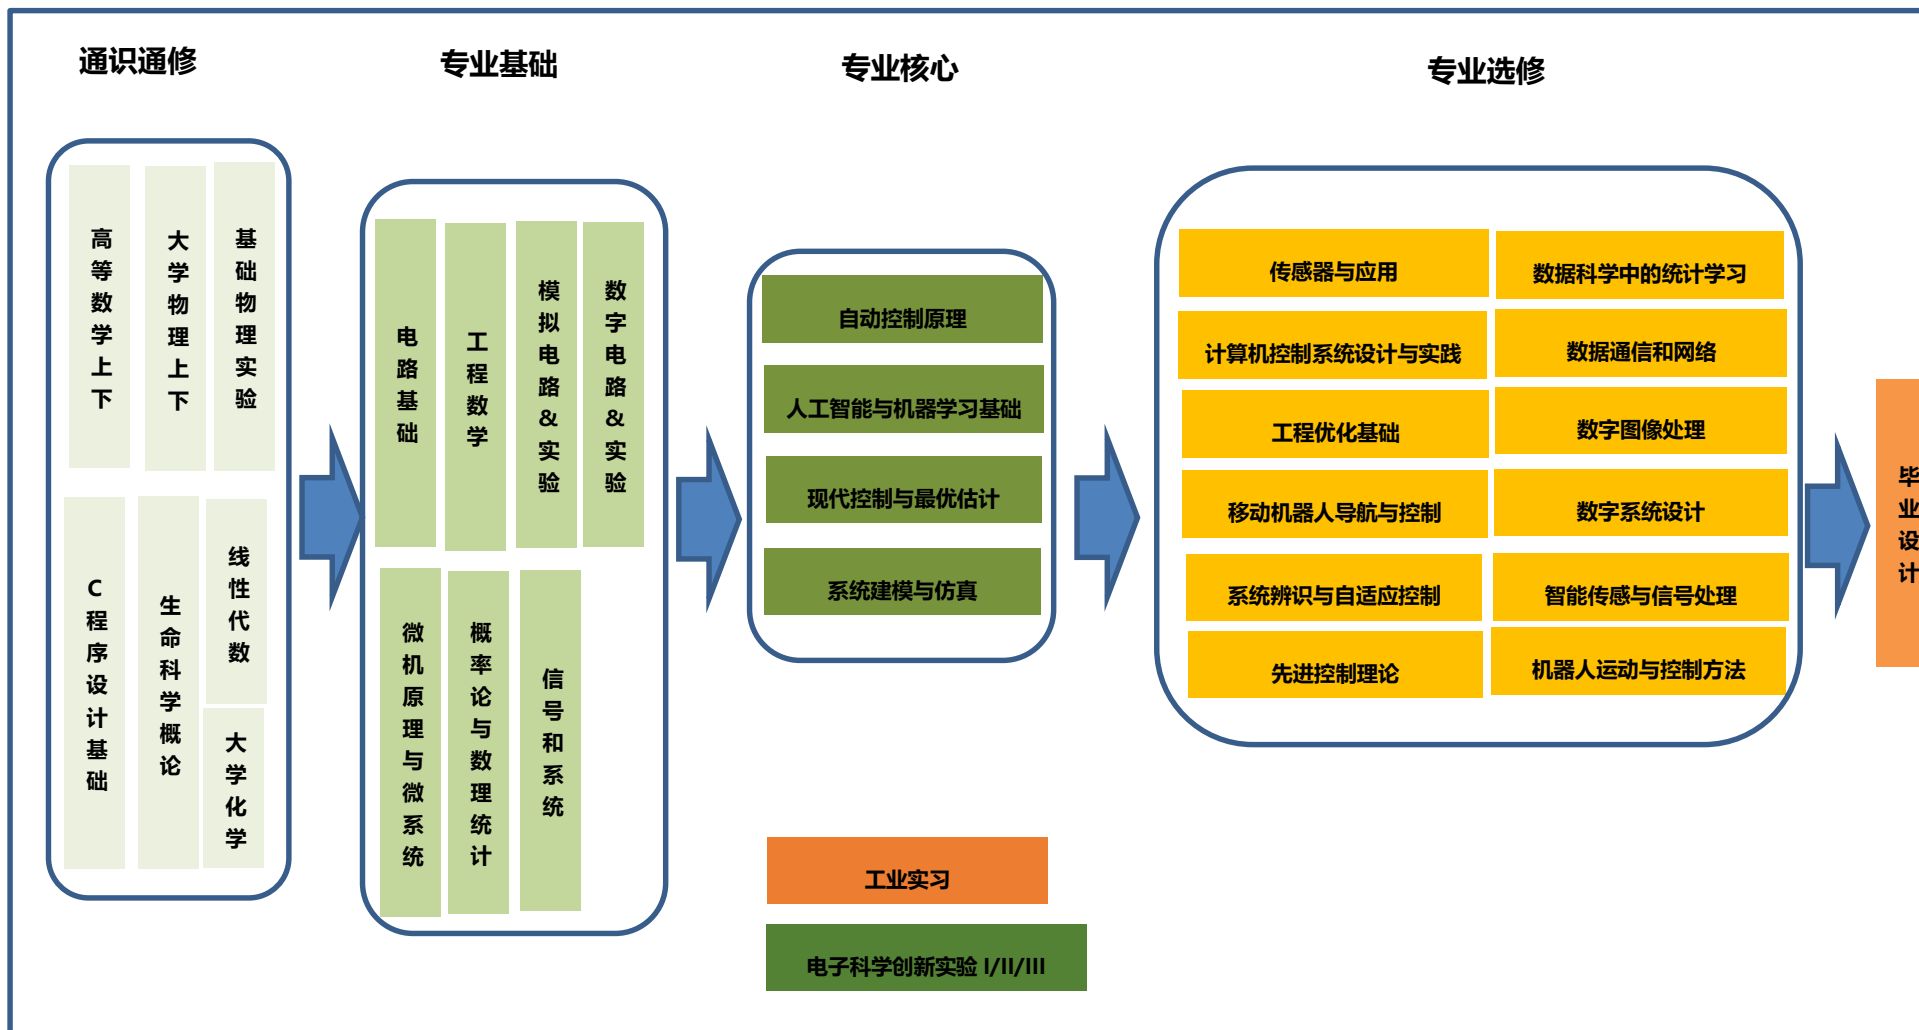 通识通修
专业基础
专业核心
专业选修
高等数学上下
大学物理上下
基础物理实验
C程序设计基础
生命科学概论
线性代数
大学化学
电路基础
工程数学
模拟电路&实验
数字电路&实验
微机原理与微系统
概率论与数理统计
信号和系统
自动控制原理
人工智能与机器学习基础
现代控制与最优估计
系统建模与仿真
传感器与应用
数据科学中的统计学习
计算机控制系统设计与实践
数据通信和网络
工程优化基础
数字图像处理
移动机器人导航与控制
数字系统设计
系统辨识与自适应控制
智能传感与信号处理
先进控制理论
机器人运动与控制方法
毕业设计
工业实习
电子科学创新实验 I/II/III